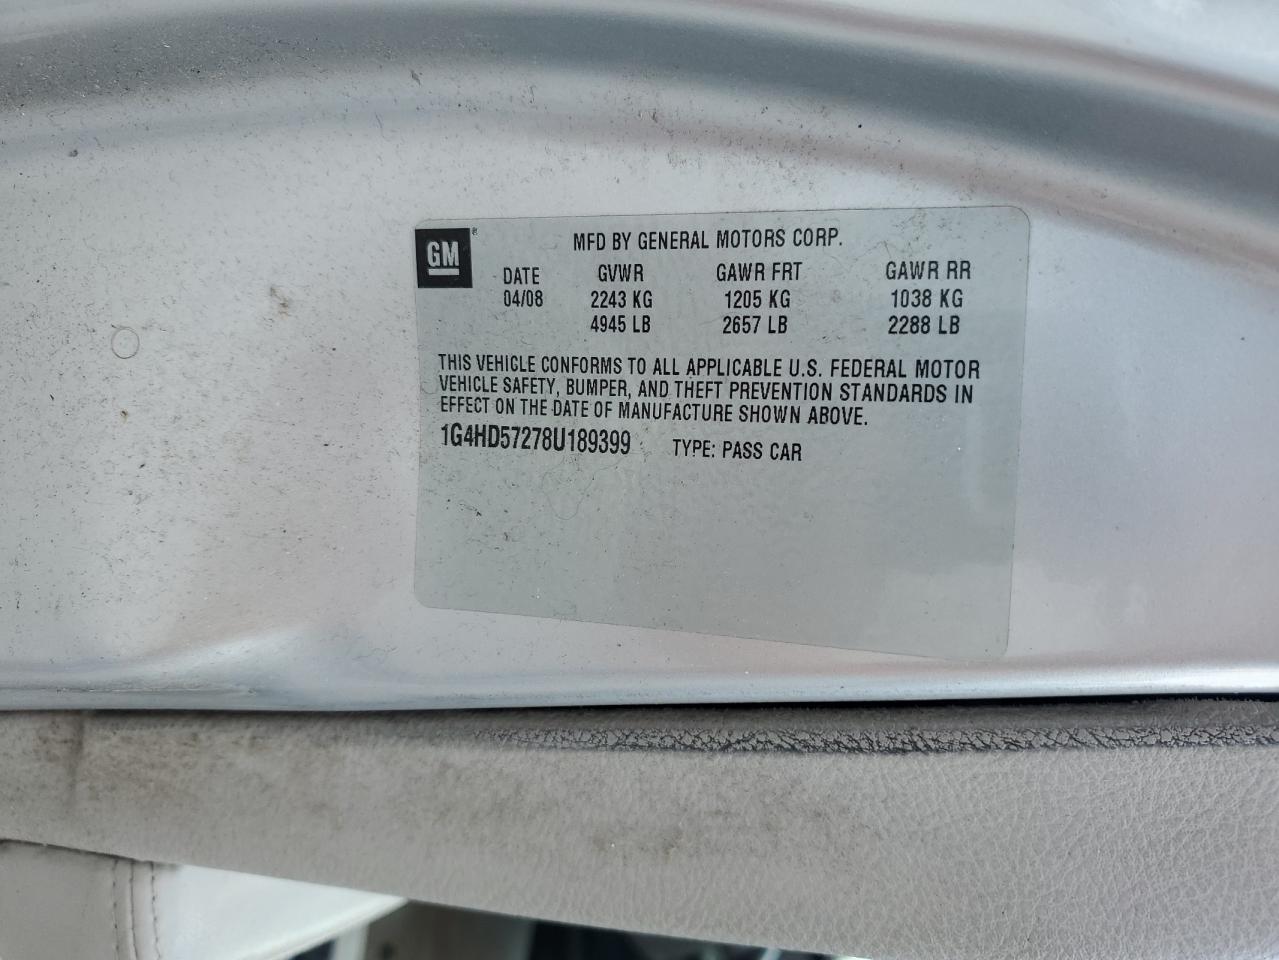 GM®
MFD BY GENERAL MOTORS CORP.
DATE GVWR GAWR FRT GAWR RR
04/08 2243 KG 1205 KG 1038 KG
4945 LB 2657 LB 2288 LB
THIS VEHICLE CONFORMS TO ALL APPLICABLE U.S. FEDERAL MOTOR
VEHICLE SAFETY, BUMPER, AND THEFT PREVENTION STANDARDS IN
EFFECT ON THE DATE OF MANUFACTURE SHOWN ABOVE.
1G4HD57278U189399 TYPE: PASS CAR